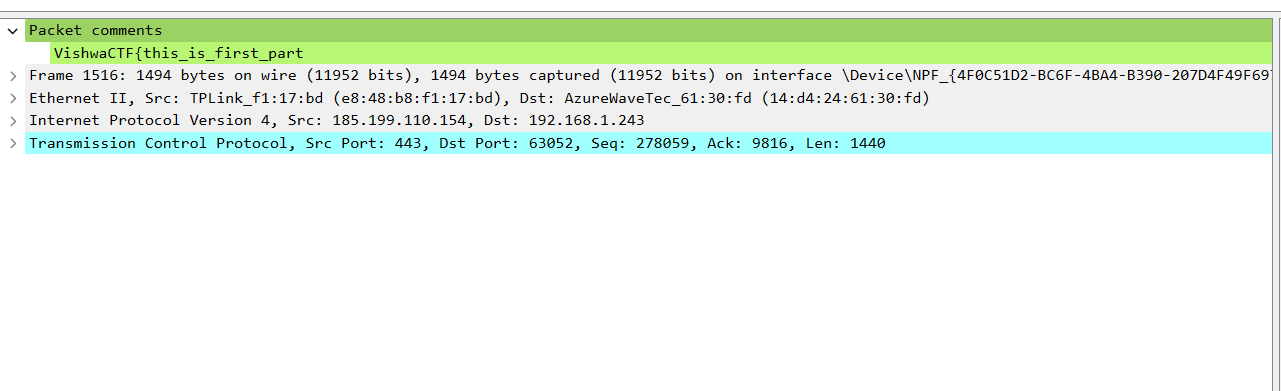 Packet comments
VishwaCTF{this_is_first_part
Frame 1516: 1494 bytes on wire (11952 bits), 1494 bytes captured (11952 bits) on interface \Device\NPF_{4F0C51D2-BC6F-4BA4-B390-207D4F49F697
Ethernet II, Src: TPLink_f1:17:bd (e8:48:b8:f1:17:bd), Dst: AzureWaveTec_61:30:fd (14:d4:24:61:30:fd)
Internet Protocol Version 4, Src: 185.199.110.154, Dst: 192.168.1.243
Transmission Control Protocol, Src Port: 443, Dst Port: 63052, Seq: 278059, Ack: 9816, Len: 1440